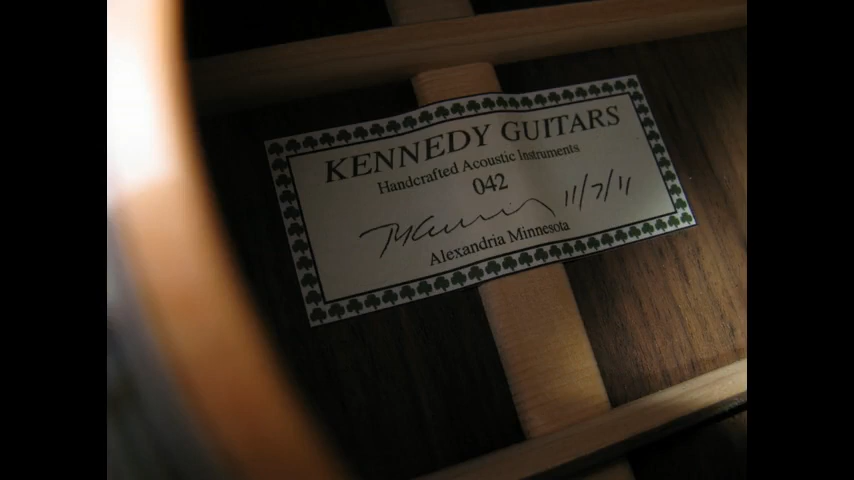 KENNEDY GUITARS
Handcrafted Acoustic Instruments
042
11/7/11
Alexandria Minnesota